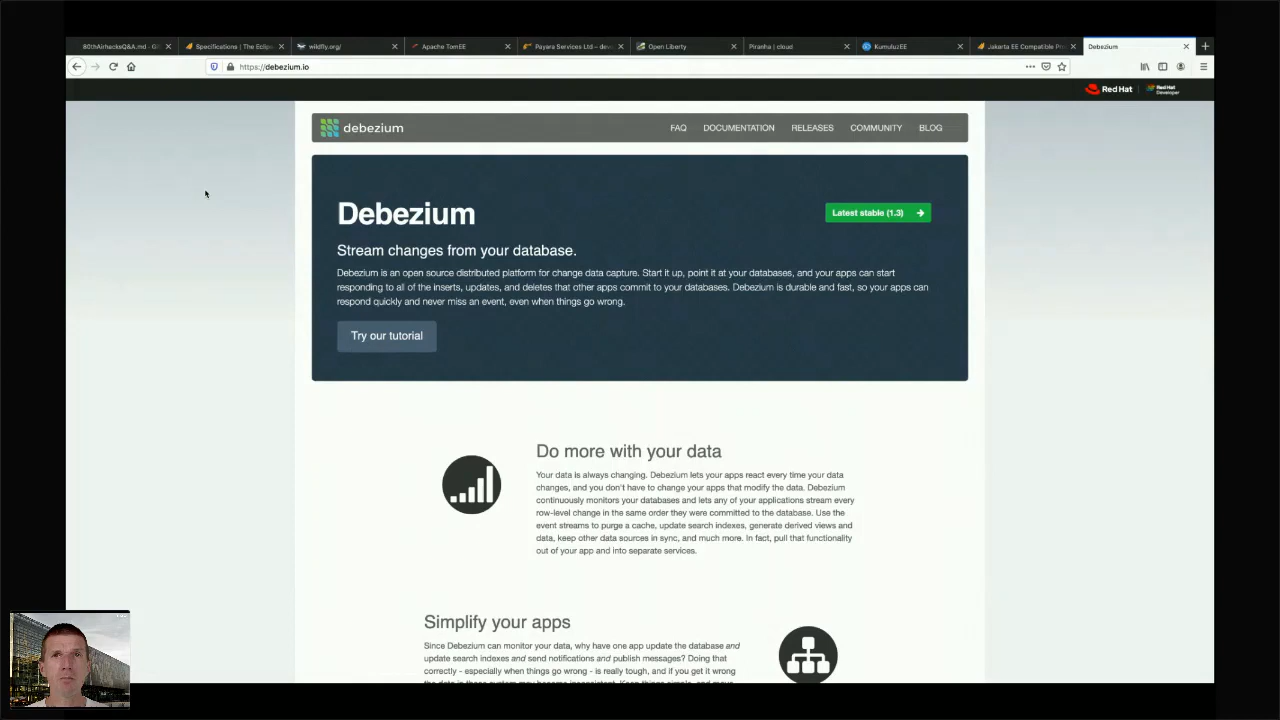 80thAirhacksQ&A.md · Gi
Specifications | The Eclips
wildfly.org/
Apache TomEE
Payara Services Ltd – devo
Open Liberty
Piranha | cloud
KumuluzEE
Jakarta EE Compatible Pro
Debezium
https://debezium.io
Red Hat
Red Hat
Developer
debezium
FAQ
DOCUMENTATION
RELEASES
COMMUNITY
BLOG
Debezium
Latest stable (1.3)
Stream changes from your database.
Debezium is an open source distributed platform for change data capture. Start it up, point it at your databases, and your apps can start
responding to all of the inserts, updates, and deletes that other apps commit to your databases. Debezium is durable and fast, so your apps can
respond quickly and never miss an event, even when things go wrong.
Try our tutorial
Do more with your data
Your data is always changing. Debezium lets your apps react every time your data
changes, and you don't have to change your apps that modify the data. Debezium
continuously monitors your databases and lets any of your applications stream every
row-level change in the same order they were committed to the database. Use the
event streams to purge a cache, update search indexes, generate derived views and
data, keep other data sources in sync, and much more. In fact, pull that functionality
out of your app and into separate services.
Simplify your apps
Since Debezium can monitor your data, why have one app update the database and
update search indexes and send notifications and publish messages? Doing that
correctly - especially when things go wrong - is really tough, and if you get it wrong